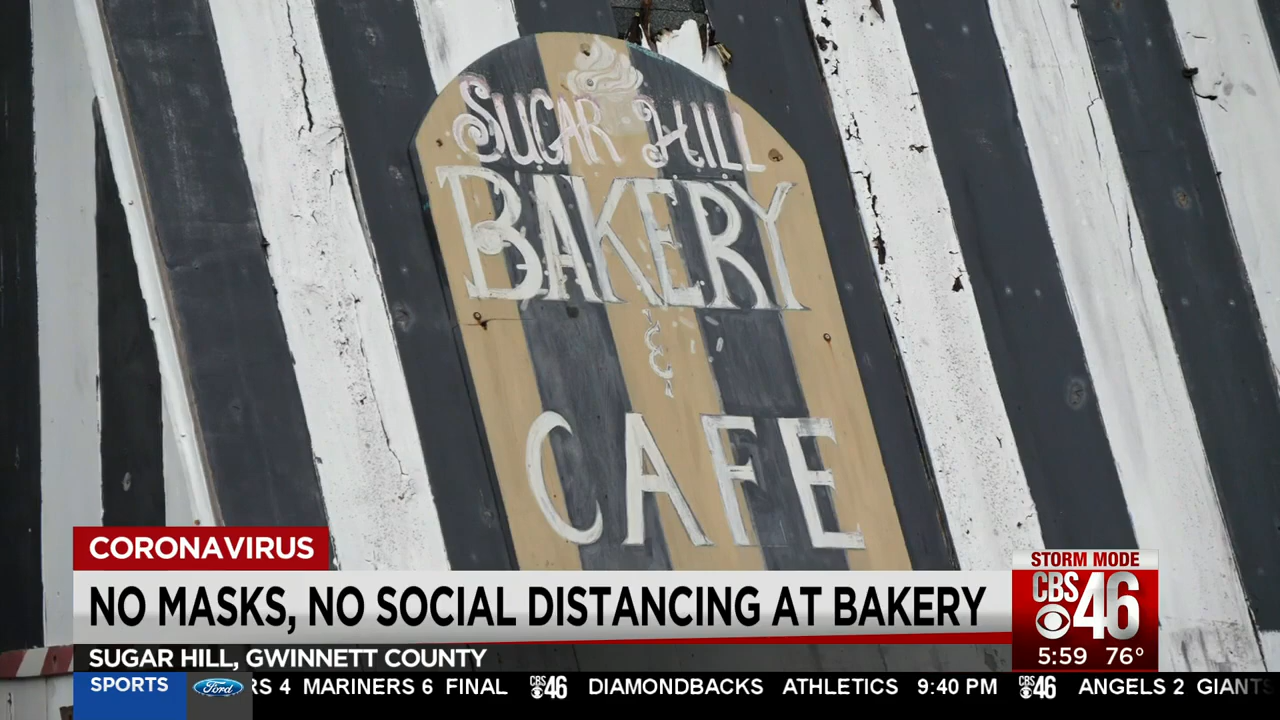 SUGAR HILL
BAKERY
&
CAFE
CORONAVIRUS
NO MASKS, NO SOCIAL DISTANCING AT BAKERY
SUGAR HILL, GWINNETT COUNTY
STORM MODE
CBS 46
5:59 76°
SPORTS Ford RS 4 MARINERS 6 FINAL CBS 46 DIAMONDBACKS ATHLETICS 9:40 PM CBS 46 ANGELS 2 GIANTS